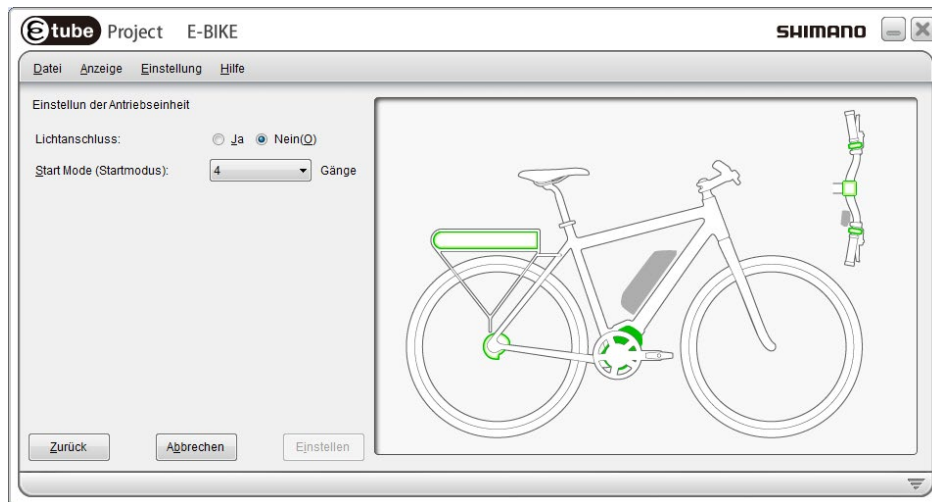 etube Project E-BIKE SHIMANO
Datei Anzeige Einstellung Hilfe
Einstellun der Antriebseinheit
Lichtanschluss: Ja Nein(O)
Start Mode (Startmodus): 4 Gänge
Zurück Abbrechen Einstellen